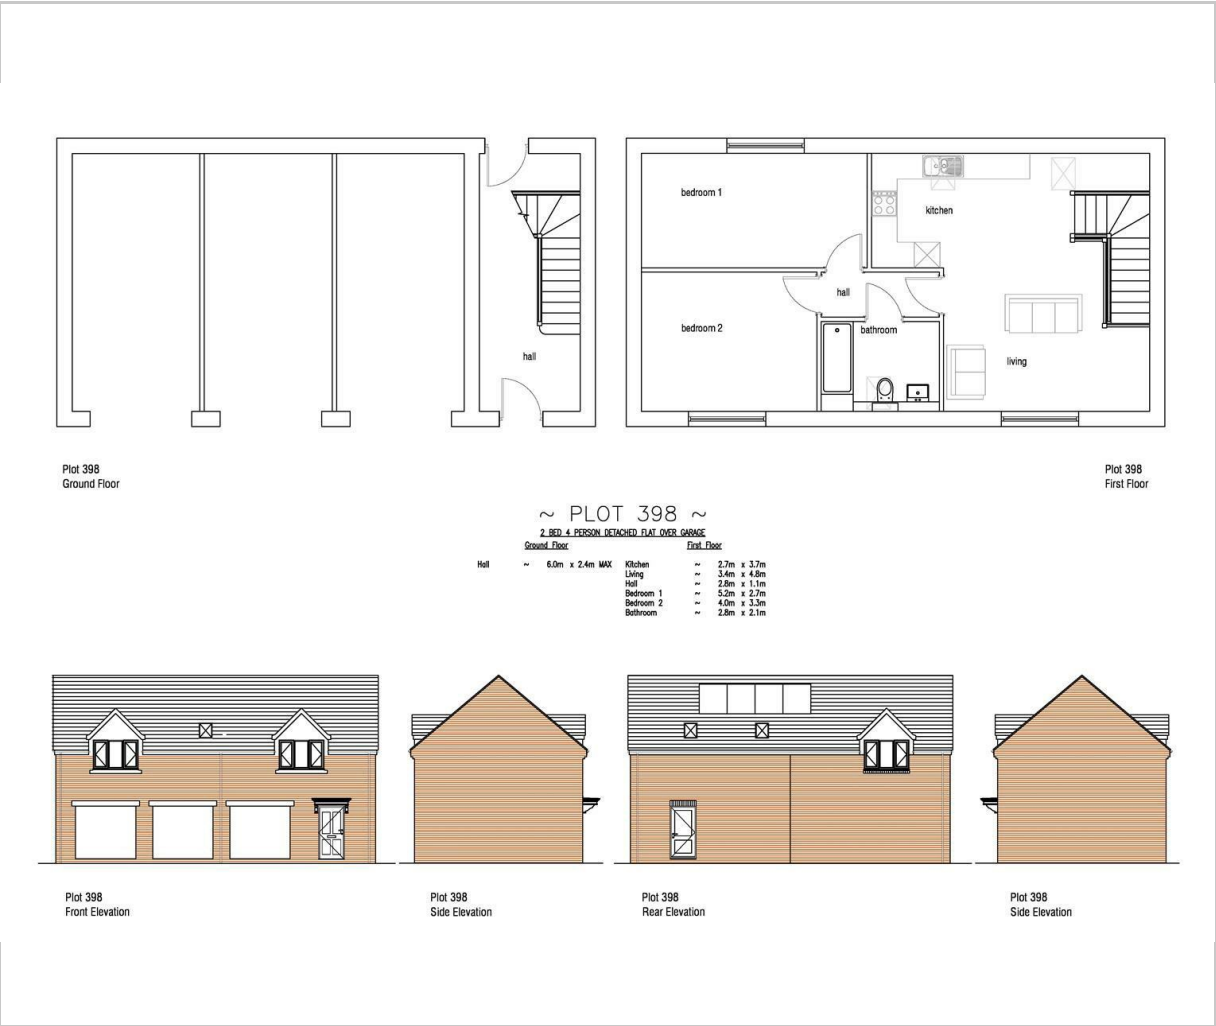 bedroom 1
kitchen
hall
bedroom 2
bathroom
hall
living
Plot 398
Ground Floor
Plot 398
First Floor
~ PLOT 398 ~
2 BED 4 PERSON DETACHED FLAT OVER GARAGE
Ground Floor First Floor
Hall ~ 6.0m x 2.4m MAX Kitchen ~ 2.7m x 3.7m
Living ~ 3.4m x 4.8m
Hall ~ 2.8m x 1.1m
Bedroom 1 ~ 5.2m x 2.7m
Bedroom 2 ~ 4.0m x 3.3m
Bathroom ~ 2.8m x 2.1m
Plot 398
Front Elevation
Plot 398
Side Elevation
Plot 398
Rear Elevation
Plot 398
Side Elevation